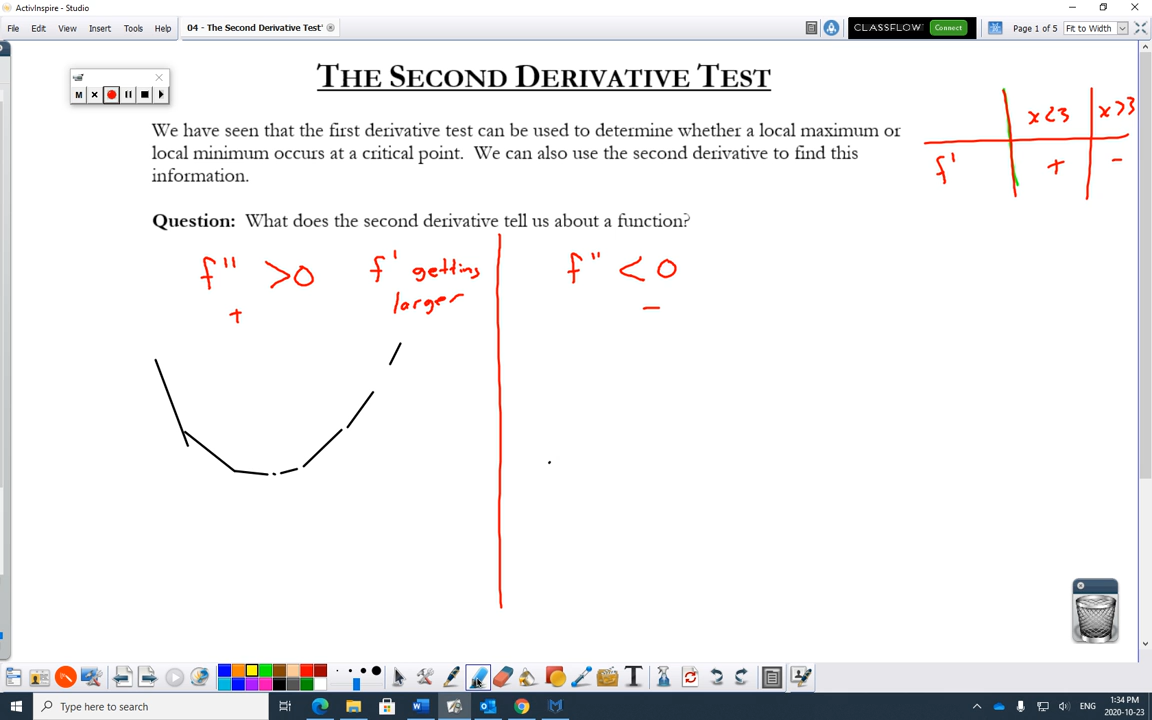 ActivInspire - Studio
File Edit View Insert Tools Help
04 - The Second Derivative Test*
CLASSFLOW Connect
Page 1 of 5
Fit to Width
M
THE SECOND DERIVATIVE TEST
We have seen that the first derivative test can be used to determine whether a local maximum or
local minimum occurs at a critical point. We can also use the second derivative to find this
information.
x<3 x>3
f' + -
Question: What does the second derivative tell us about a function?
f" >0 f' getting
larger
+
f" < 0
-
T
Type here to search
ENG
1:34 PM
2020-10-23